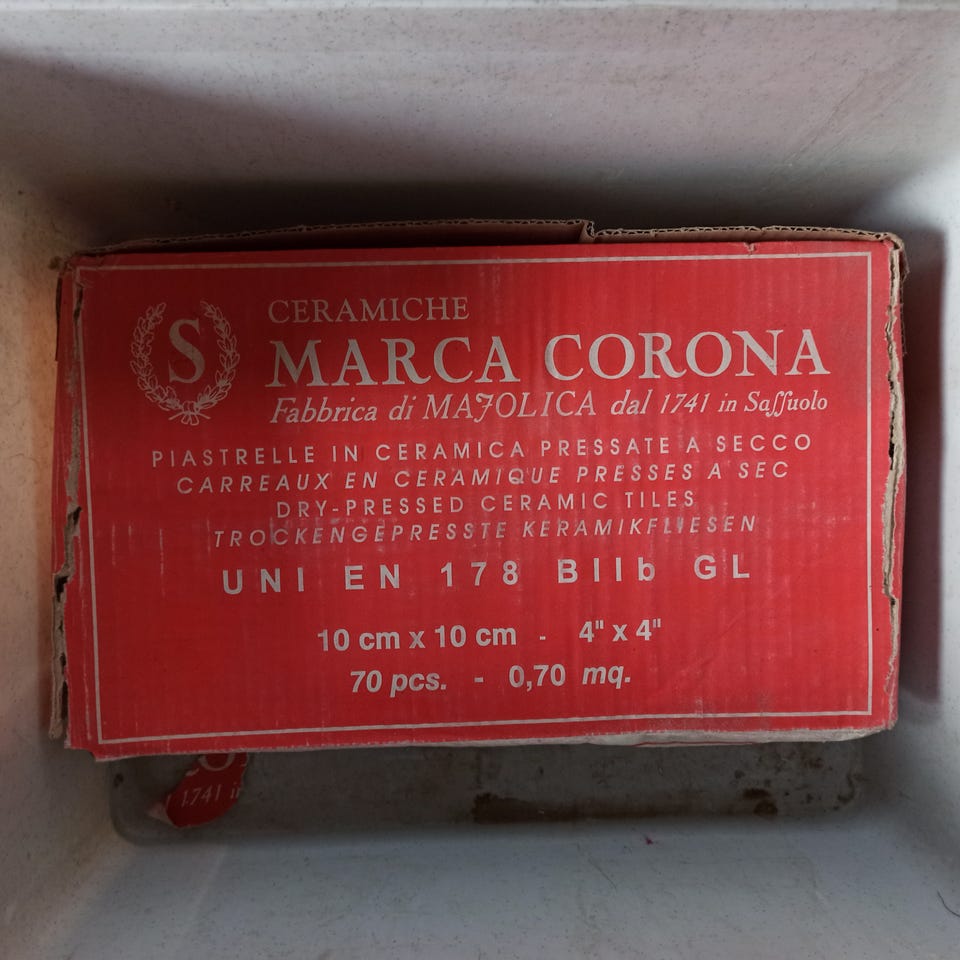 S
CERAMICHE
MARCA CORONA
Fabbrica di MAJOLICA dal 1741 in Saſſuolo
PIASTRELLE IN CERAMICA PRESSATE A SECCO
CARREAUX EN CERAMIQUE PRESSES A SEC
DRY-PRESSED CERAMIC TILES
TROCKENGEPRESSTE KERAMIKFLIESEN
UNI EN 178 BIIb GL
10 cm x 10 cm - 4" x 4"
70 pcs. - 0,70 mq.
1741 in